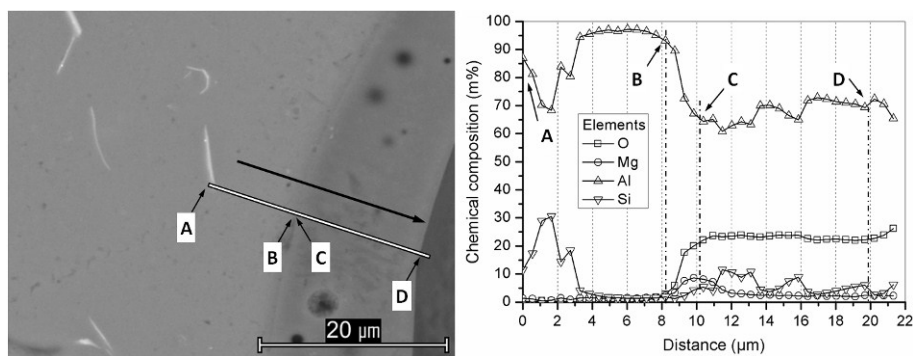 A
B
C
D
20 µm
Chemical composition (m%)
100
90
80
70
60
50
40
30
20
10
0
A
B
C
D
Elements
O
Mg
Al
Si
0 2 4 6 8 10 12 14 16 18 20 22
Distance (µm)